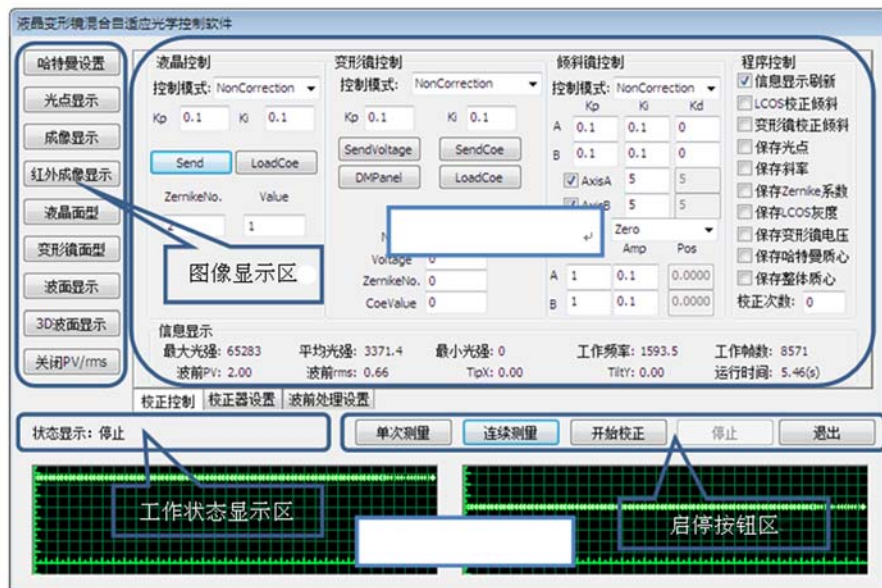 液晶变形镜混合自适应光学控制软件
哈特曼设置
光点显示
成像显示
红外成像显示
液晶面型
变形镜面型
波面显示
3D波面显示
关闭PV/rms
液晶控制
控制模式: NonCorrection
Kp 0.1 Ki 0.1
Send LoadCoe
ZernikeNo. Value
1
图像显示区
变形镜控制
控制模式: NonCorrection
Kp 0.1 Ki 0.1
SendVoltage SendCoe
DMPanel LoadCoe
Voltage 0
ZernikeNo. 0
CoeValue 0
倾斜镜控制
控制模式: NonCorrection
Kp Ki Kd
A 0.1 0.1 0
B 0.1 0.1 0
AxisA 5 5
AxisB 5 5
Zero
Amp Pos
A 1 0.1 0.0000
B 1 0.1 0.0000
程序控制
信息显示刷新
LCOS校正倾斜
变形镜校正倾斜
保存光点
保存斜率
保存Zernike系数
保存LCOS灰度
保存变形镜电压
保存哈特曼质心
保存整体质心
校正次数: 0
信息显示
最大光强: 65283 平均光强: 3371.4 最小光强: 0 工作频率: 1593.5 工作帧数: 8571
波前PV: 2.00 波前rms: 0.66 TipX: 0.00 TiltY: 0.00 运行时间: 5.46(s)
校正控制 校正器设置 波前处理设置
状态显示: 停止
单次测量 连续测量 开始校正 停止 退出
工作状态显示区
启停按钮区